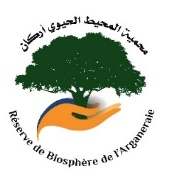 محمية المحيط الحيوي أركان
Réserve de Biosphère de l'Arganeraie